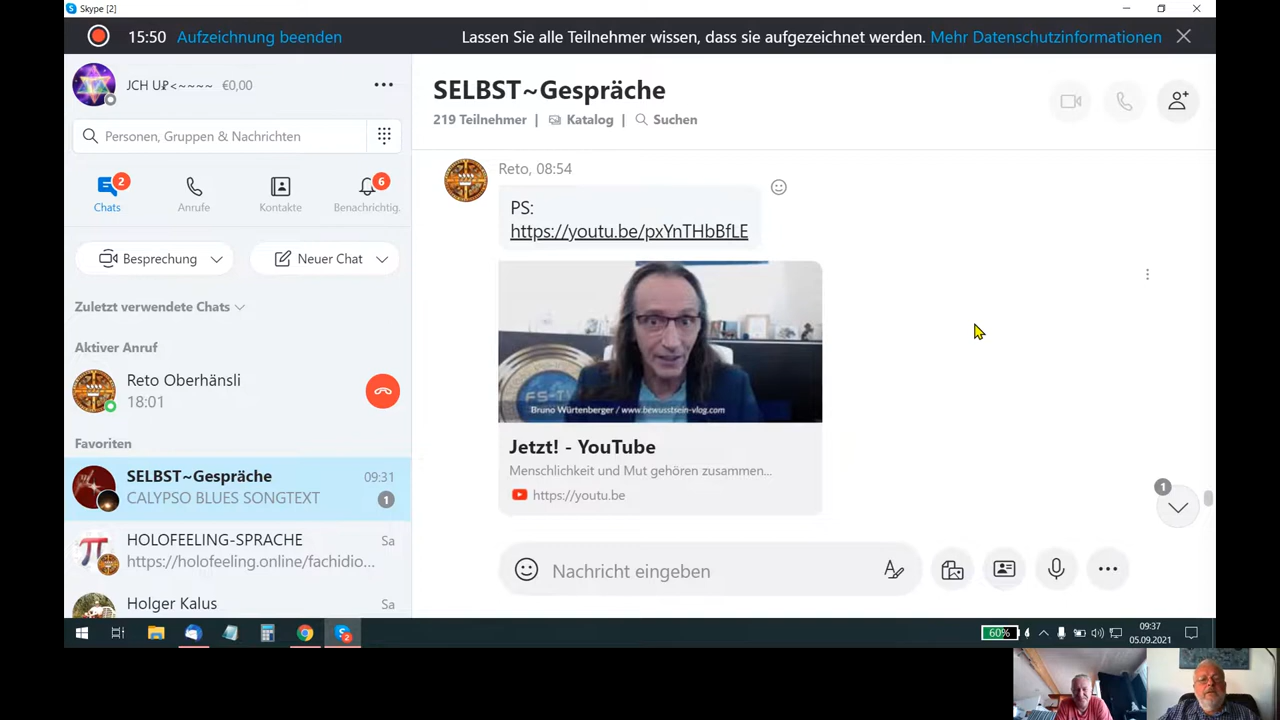 Skype [2]
15:50 Aufzeichnung beenden
Lassen Sie alle Teilnehmer wissen, dass sie aufgezeichnet werden. Mehr Datenschutzinformationen
€0,00
Personen, Gruppen & Nachrichten
2
6
Chats
Anrufe
Kontakte
Benachrichtig.
Besprechung
Neuer Chat
Zuletzt verwendete Chats
Aktiver Anruf
Reto Oberhänsli
18:01
Favoriten
SELBST~Gespräche 09:31
CALYPSO BLUES SONGTEXT 1
HOLOFEELING-SPRACHE Sa
https://holofeeling.online/fachidio...
Holger Kalus Sa
SELBST~Gespräche
219 Teilnehmer | Katalog | Suchen
Reto, 08:54
PS:
https://youtu.be/pxYnTHbBfLE
Bruno Würtenberger / www.bewusstsein-vlog.com
Jetzt! - YouTube
Menschlichkeit und Mut gehören zusammen...
https://youtu.be
1
Nachricht eingeben
2
60%
09:37
05.09.2021